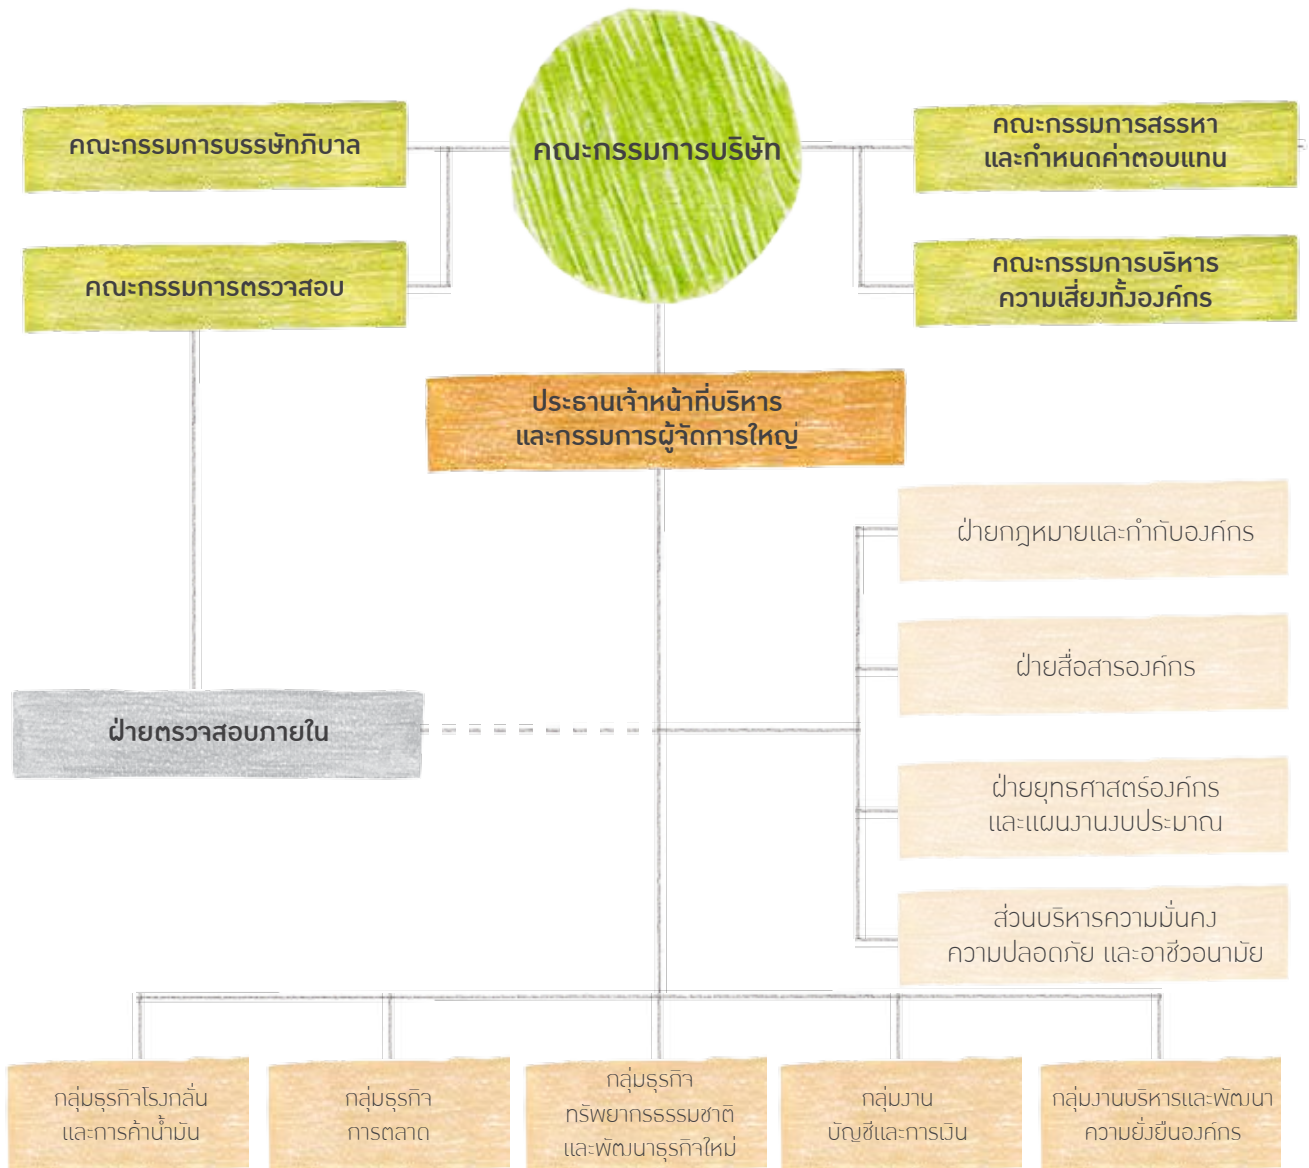 คณะกรรมการบรรษัทภิบาล
คณะกรรมการบริษัท
คณะกรรมการสรรหา
และกำหนดค่าตอบแทน
คณะกรรมการตรวจสอบ
คณะกรรมการบริหาร
ความเสี่ยงทั้งองค์กร
ประธานเจ้าหน้าที่บริหาร
และกรรมการผู้จัดการใหญ่
ฝ่ายกฎหมายและกำกับองค์กร
ฝ่ายสื่อสารองค์กร
ฝ่ายตรวจสอบภายใน
ฝ่ายยุทธศาสตร์องค์กร
และแผนงานงบประมาณ
ส่วนบริหารความมั่นคง
ความปลอดภัย และอาชีวอนามัย
กลุ่มธุรกิจโรงกลั่น
และการค้าน้ำมัน
กลุ่มธุรกิจ
การตลาด
กลุ่มธุรกิจ
ทรัพยากรธรรมชาติ
และพัฒนาธุรกิจใหม่
กลุ่มงาน
บัญชีและการเงิน
กลุ่มงานบริหารและพัฒนา
ความยั่งยืนองค์กร